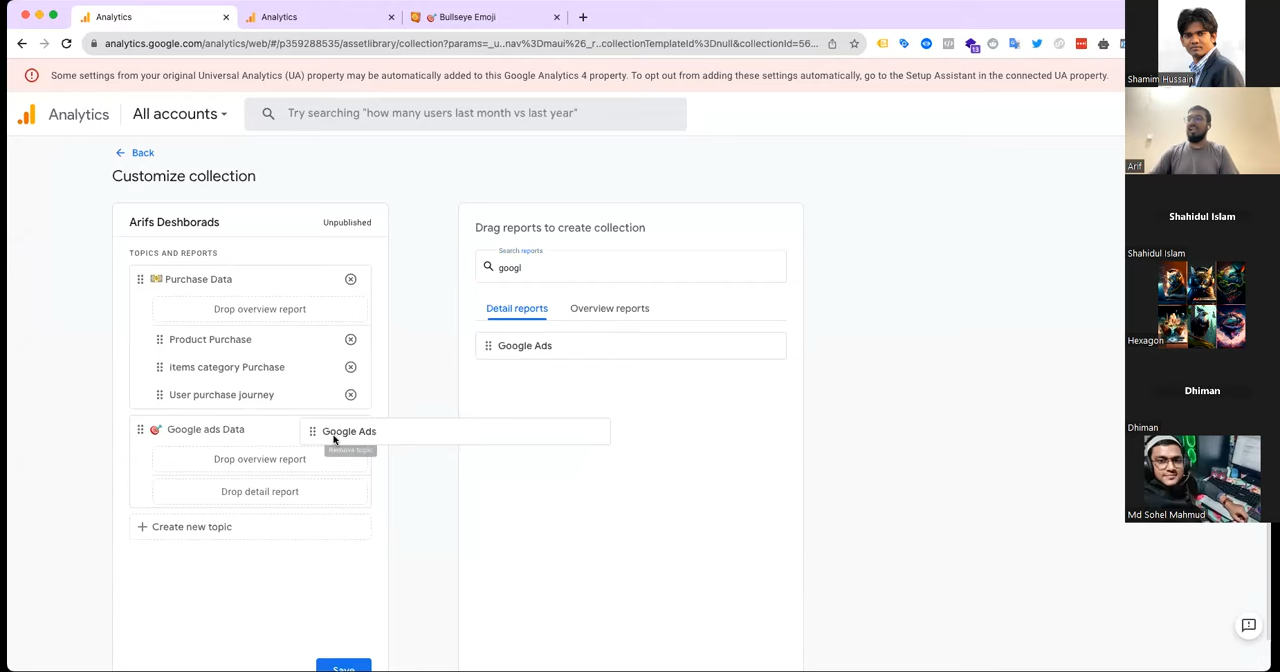 Analytics
Analytics
🎯 Bullseye Emoji
analytics.google.com/analytics/web/#/p359288535/assetlibrary/collection?params=_u..nav%3Dmaui%26_r..collectionTemplateId%3Dnull&collectionId=56...
13
Some settings from your original Universal Analytics (UA) property may be automatically added to this Google Analytics 4 property. To opt out from adding these settings automatically, go to the Setup Assistant in the connected UA property.
Analytics
All accounts
Try searching "how many users last month vs last year"
Back
Customize collection
Arifs Deshborads
Unpublished
TOPICS AND REPORTS
Purchase Data
Drop overview report
Product Purchase
items category Purchase
User purchase journey
🎯 Google ads Data
Drop overview report
Drop detail report
Create new topic
Save
Google Ads
Remove topic
Drag reports to create collection
Search reports
googl
Detail reports
Overview reports
Google Ads
Shamim Hussain
Arif
Shahidul Islam
Shahidul Islam
Hexagon
Dhiman
Dhiman
Md Sohel Mahmud